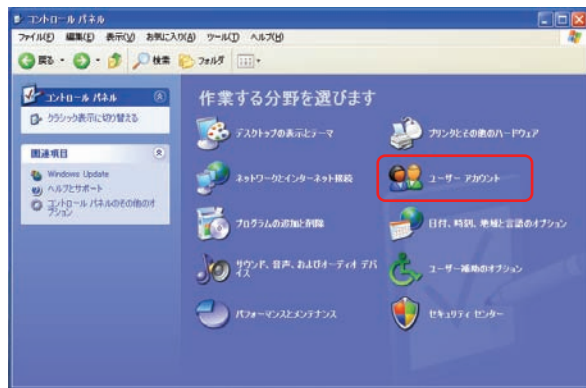 コントロール パネル
ファイル(F) 編集(E) 表示(V) お気に入り(A) ツール(T) ヘルプ(H)
戻る 検索 フォルダ
コントロール パネル
クラシック表示に切り替える
関連項目
Windows Update
ヘルプとサポート
コントロール パネルのその他のオプション
作業する分野を選びます
デスクトップの表示とテーマ
プリンタとその他のハードウェア
ネットワークとインターネット接続
ユーザー アカウント
プログラムの追加と削除
日付、時刻、地域と言語のオプション
サウンド、音声、およびオーディオ デバイス
ユーザー補助のオプション
パフォーマンスとメンテナンス
セキュリティ センター